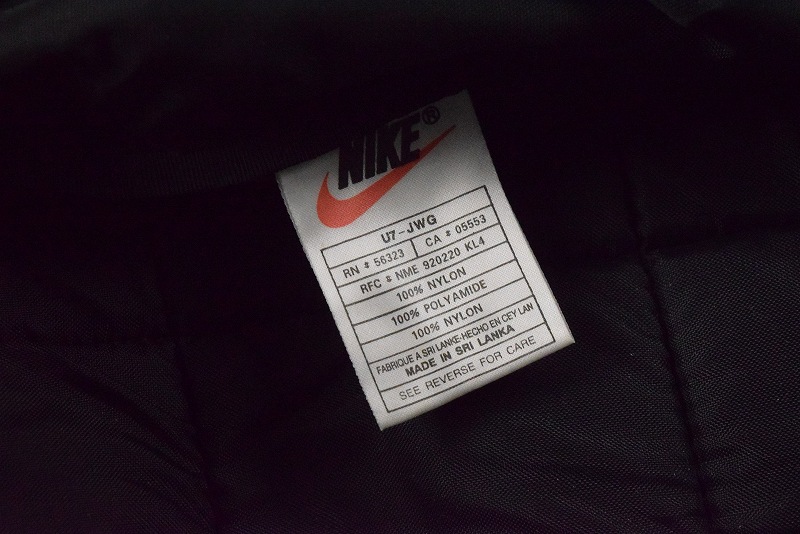 NIKE®
U7-JWG
RN # 56323 CA # 05553
RFC # NME 920220 KL4
100% NYLON
100% POLYAMIDE
100% NYLON
FABRIQUE A SRI LANKE-HECHO EN CEY LAN
MADE IN SRI LANKA
SEE REVERSE FOR CARE